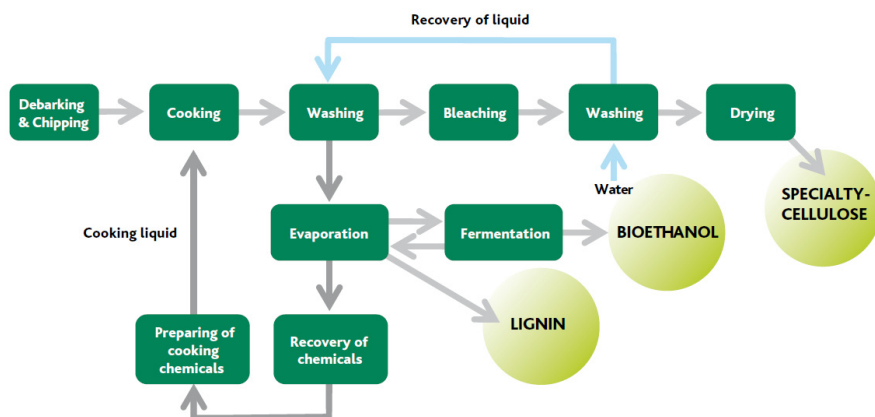 Recovery of liquid
Debarking
& Chipping
Cooking
Washing
Bleaching
Washing
Drying
Water
SPECIALTY-
CELLULOSE
Cooking liquid
Evaporation
Fermentation
BIOETHANOL
LIGNIN
Preparing of
cooking
chemicals
Recovery
of chemicals